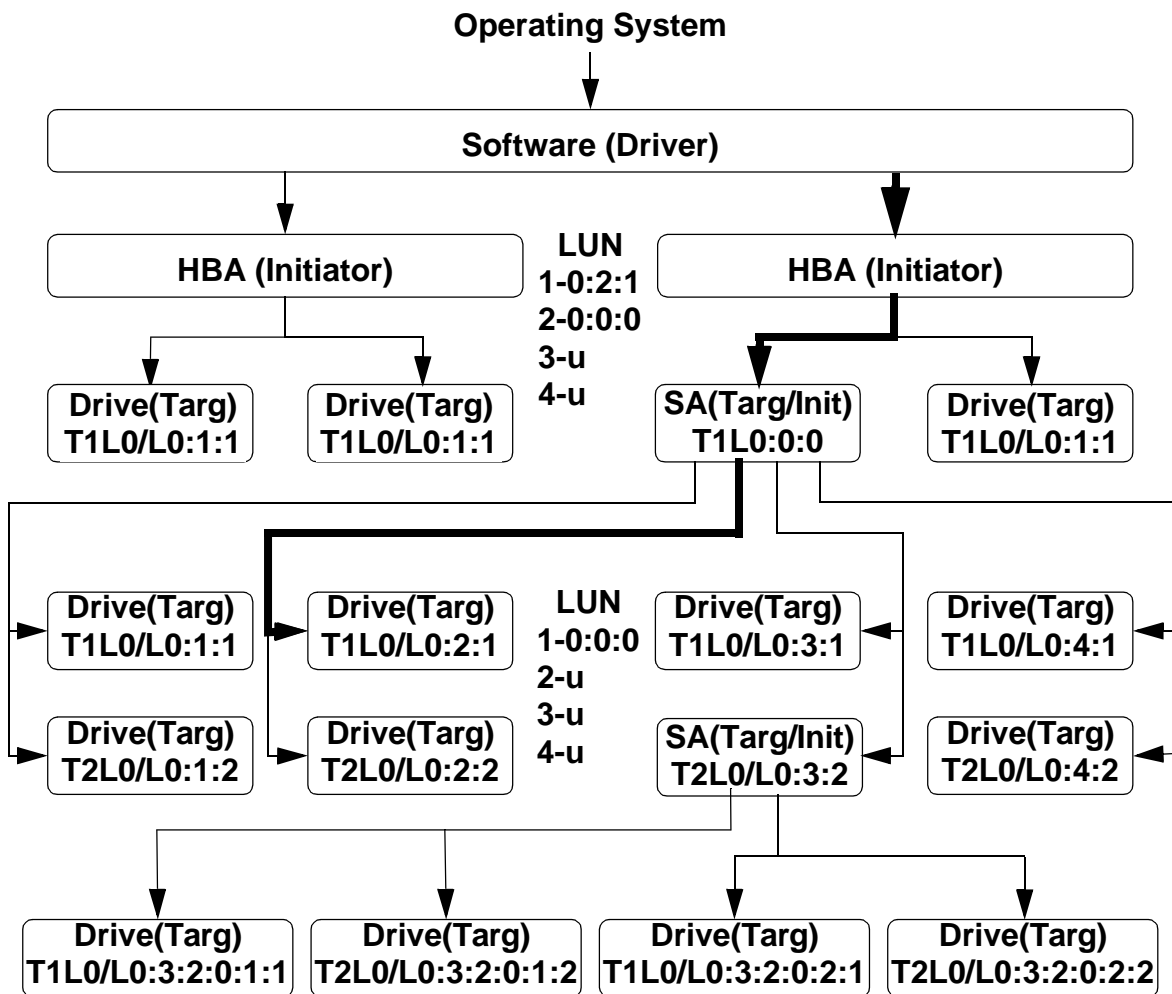 Operating System
Software (Driver)
HBA (Initiator)
LUN
1-0:2:1
2-0:0:0
3-u
4-u
HBA (Initiator)
Drive(Targ)
T1L0/L0:1:1
Drive(Targ)
T1L0/L0:1:1
SA(Targ/Init)
T1L0:0:0
Drive(Targ)
T1L0/L0:1:1
Drive(Targ)
T1L0/L0:1:1
Drive(Targ)
T1L0/L0:2:1
LUN
1-0:0:0
2-u
3-u
4-u
Drive(Targ)
T1L0/L0:3:1
Drive(Targ)
T1L0/L0:4:1
Drive(Targ)
T2L0/L0:1:2
Drive(Targ)
T2L0/L0:2:2
SA(Targ/Init)
T2L0/L0:3:2
Drive(Targ)
T2L0/L0:4:2
Drive(Targ)
T1L0/L0:3:2:0:1:1
Drive(Targ)
T2L0/L0:3:2:0:1:2
Drive(Targ)
T1L0/L0:3:2:0:2:1
Drive(Targ)
T2L0/L0:3:2:0:2:2